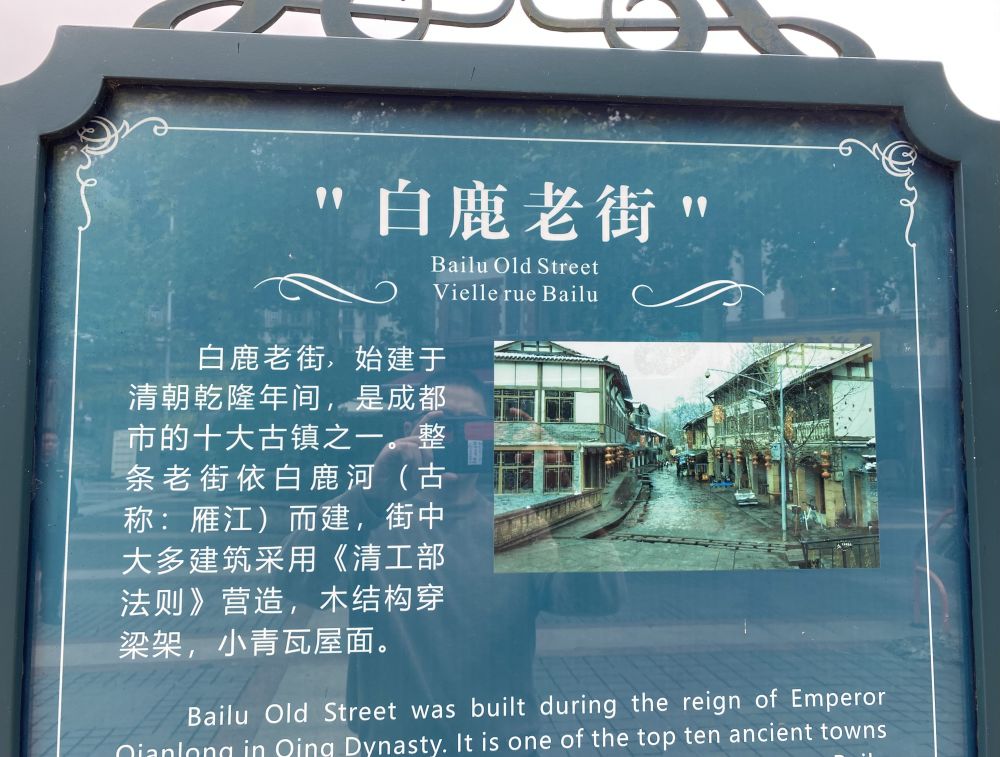 "白鹿老街"
Bailu Old Street
Vielle rue Bailu
白鹿老街，始建于
清朝乾隆年间，是成都
市的十大古镇之一。整
条老街依白鹿河（古
称：雁江）而建，街中
大多建筑采用《清工部
法则》营造，木结构穿
梁架，小青瓦屋面。
Bailu Old Street was built during the reign of Emperor
Qianlong in Qing Dynasty. It is one of the top ten ancient towns